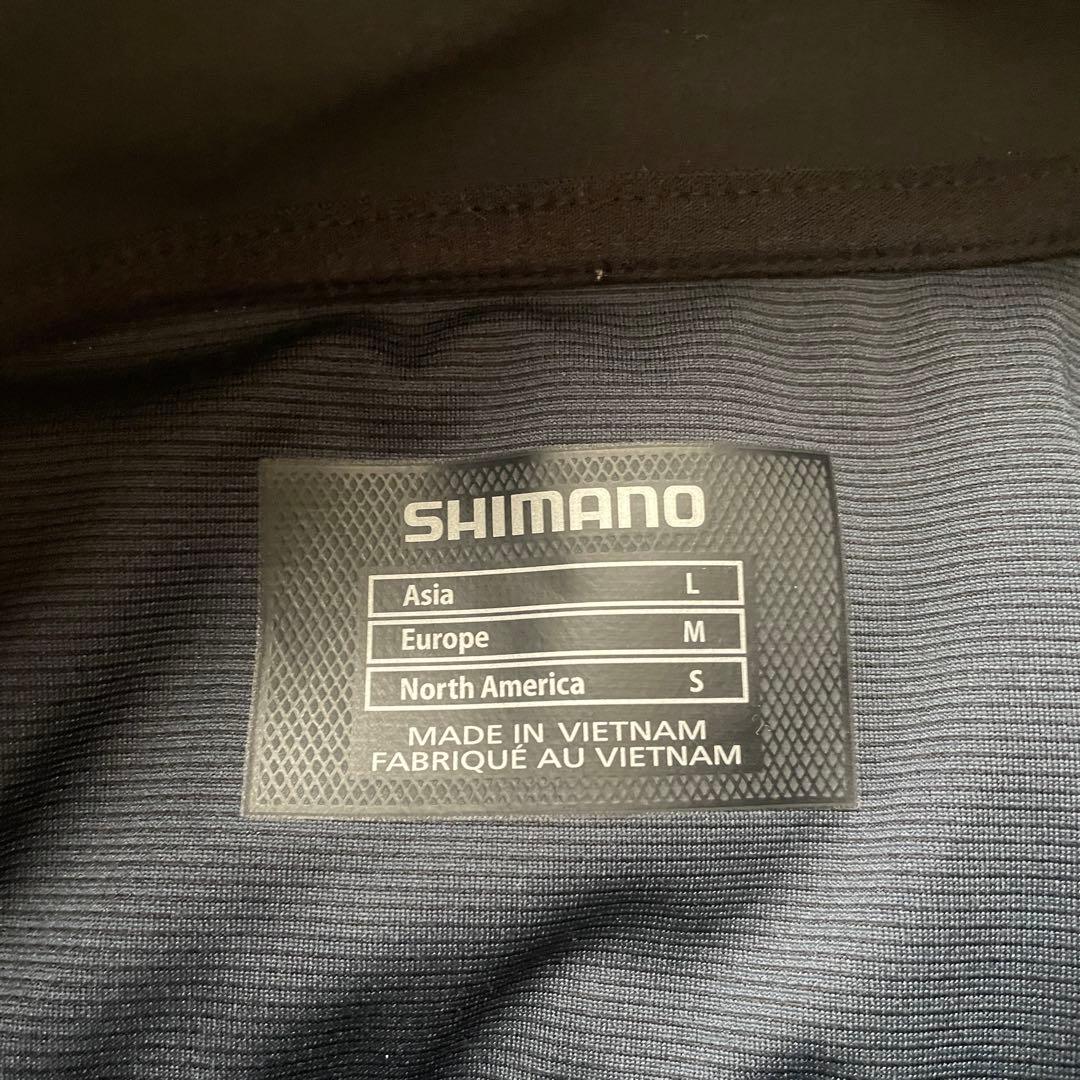 SHIMANO
Asia L
Europe M
North America S
MADE IN VIETNAM
FABRIQUÉ AU VIETNAM